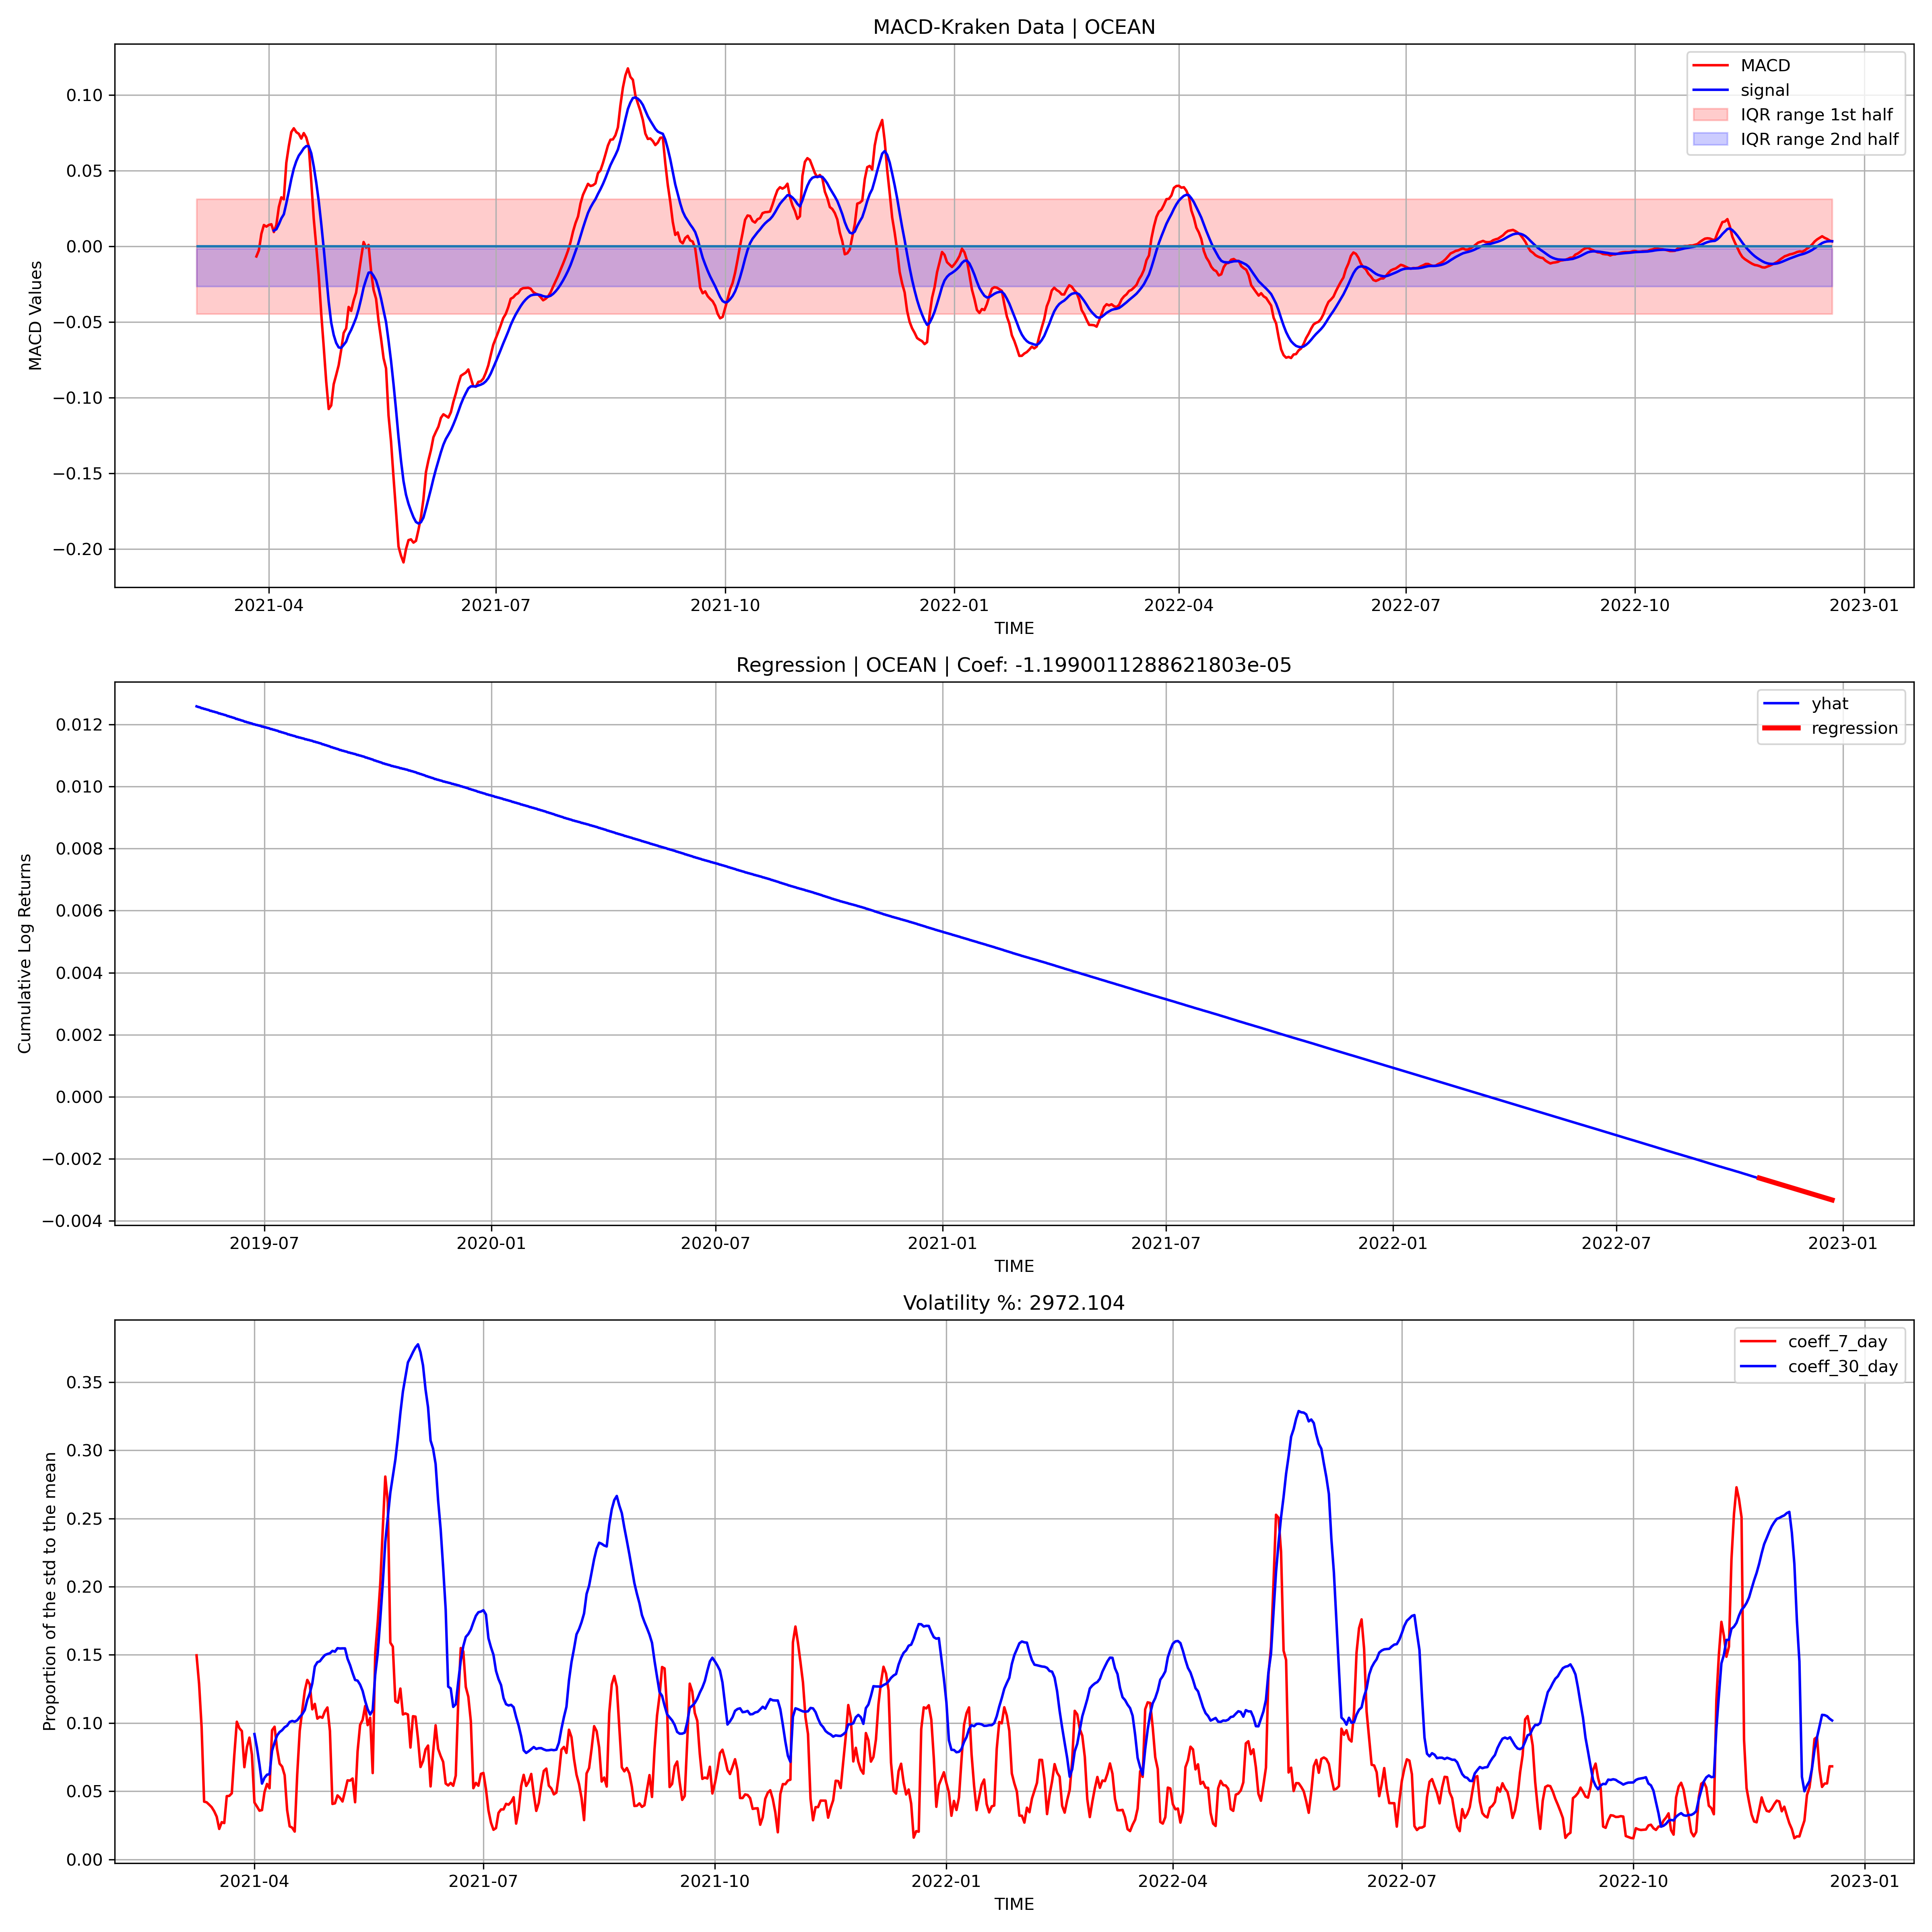 MACD-Kraken Data | OCEAN
MACD
signal
IQR range 1st half
IQR range 2nd half
0.10
0.05
0.00
−0.05
−0.10
−0.15
−0.20
MACD Values
2021-04
2021-07
2021-10
2022-01
2022-04
2022-07
2022-10
2023-01
TIME
Regression | OCEAN | Coef: -1.1990011288621803e-05
yhat
regression
0.012
0.010
0.008
0.006
0.004
0.002
0.000
−0.002
−0.004
Cumulative Log Returns
2019-07
2020-01
2020-07
2021-01
2021-07
2022-01
2022-07
2023-01
TIME
Volatility %: 2972.104
coeff_7_day
coeff_30_day
0.35
0.30
0.25
0.20
0.15
0.10
0.05
0.00
Proportion of the std to the mean
2021-04
2021-07
2021-10
2022-01
2022-04
2022-07
2022-10
2023-01
TIME